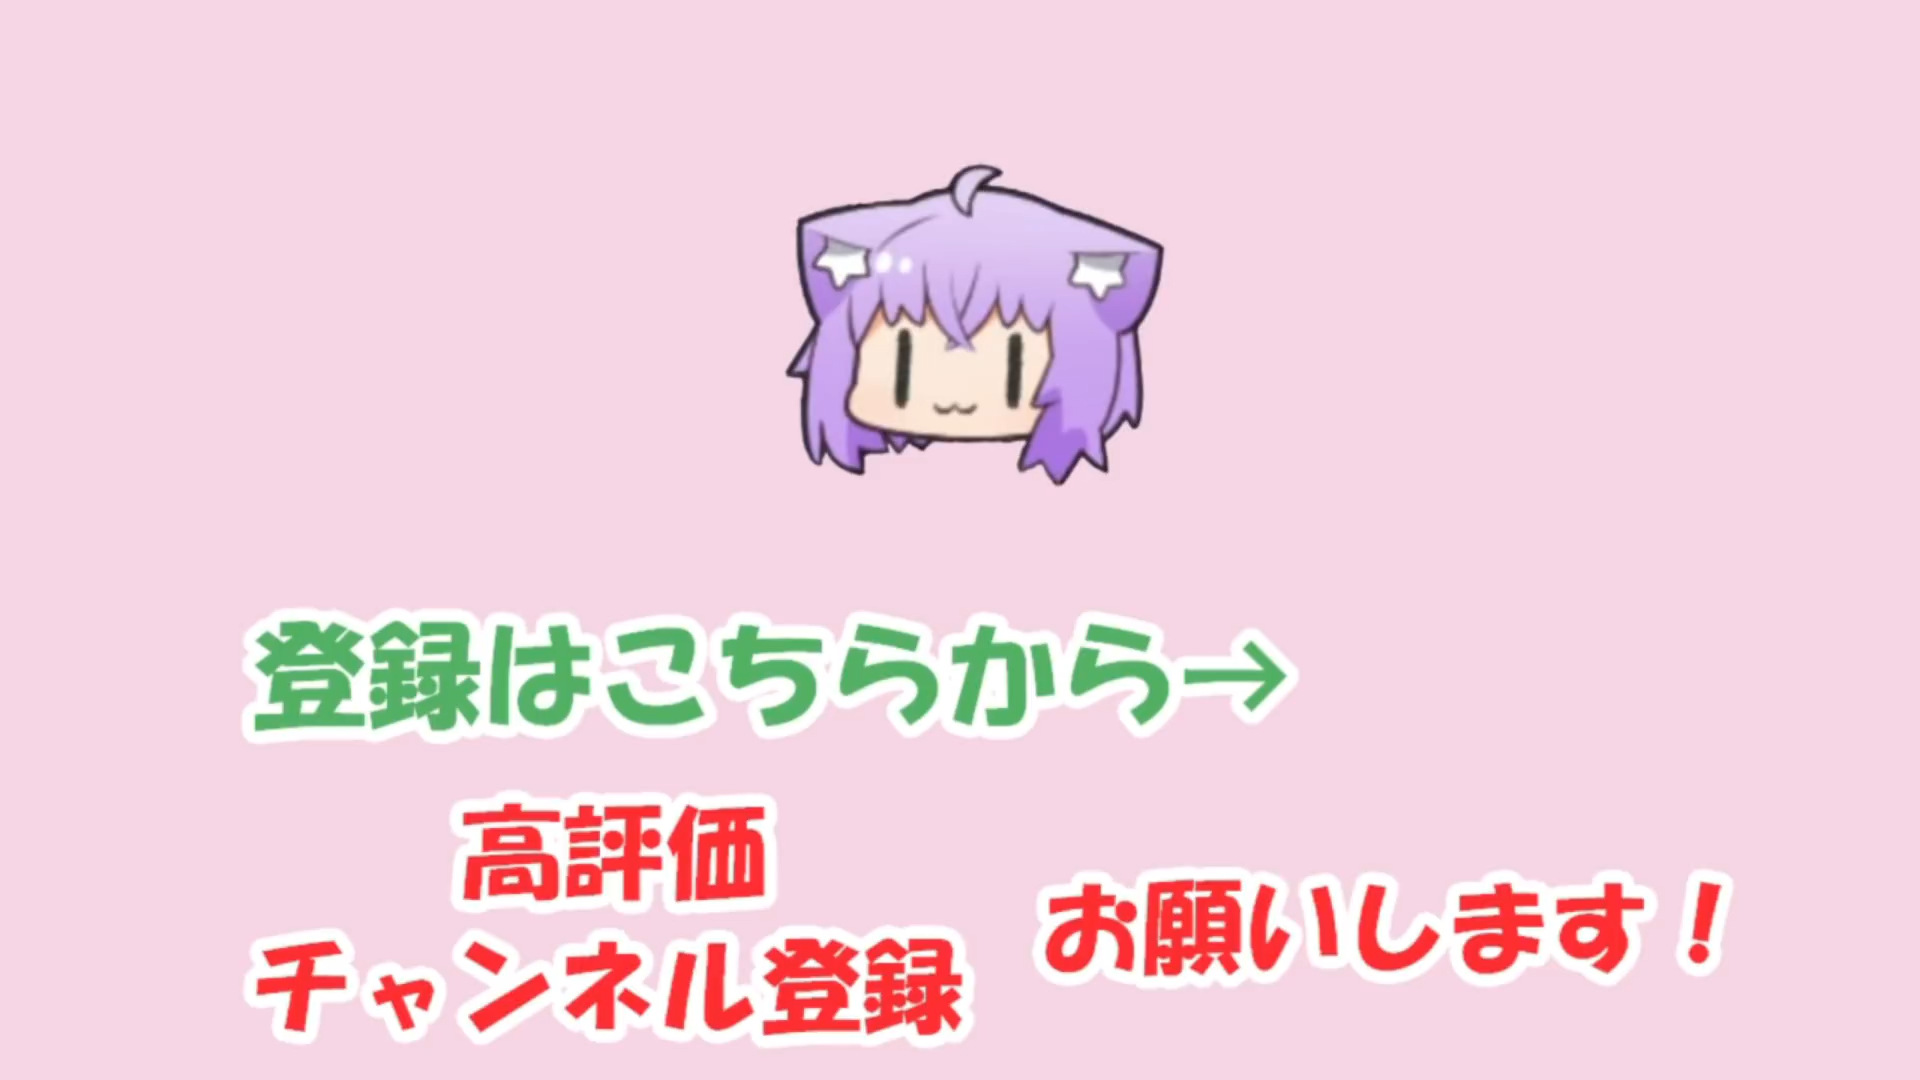 登録はこちらから→
高評価
チャンネル登録
お願いします！